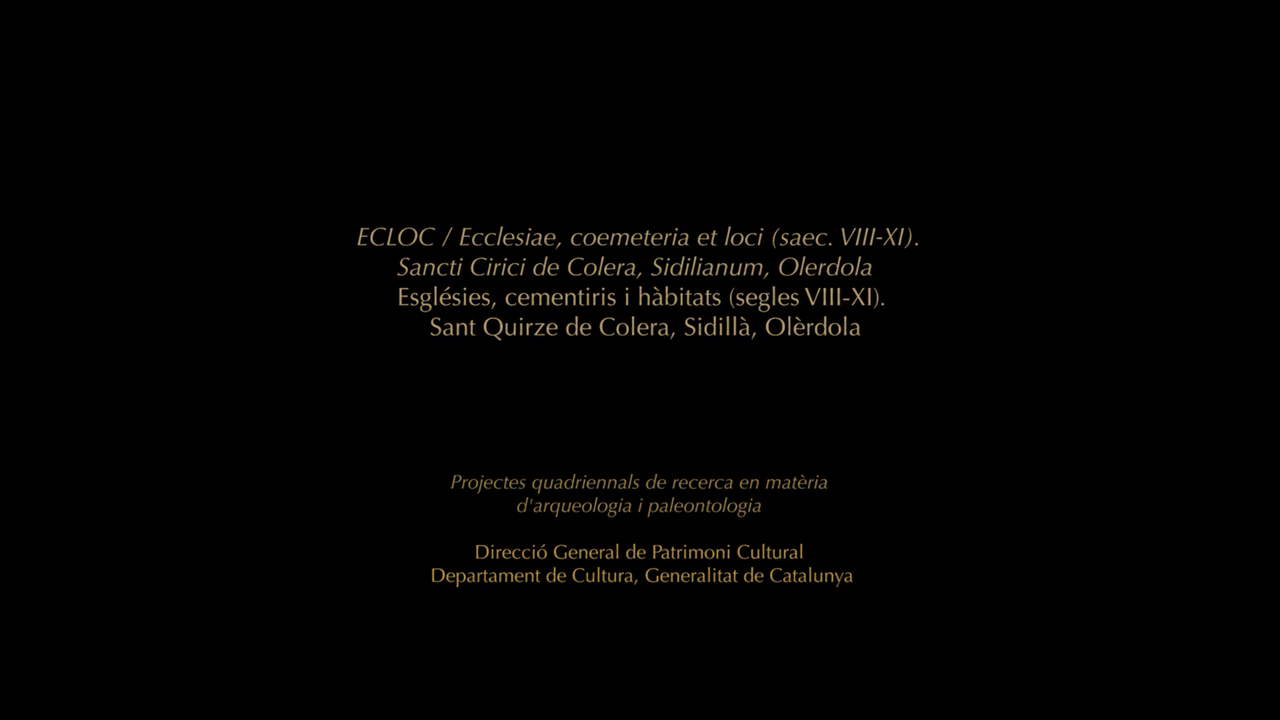 ECLOC / Ecclesiae, coemeteria et loci (saec. VIII-XI).
Sancti Cirici de Colera, Sidilianum, Olerdola
Esglésies, cementiris i hàbitats (segles VIII-XI).
Sant Quirze de Colera, Sidillà, Olèrdola
Projectes quadriennals de recerca en matèria
d'arqueologia i paleontologia
Direcció General de Patrimoni Cultural
Departament de Cultura, Generalitat de Catalunya